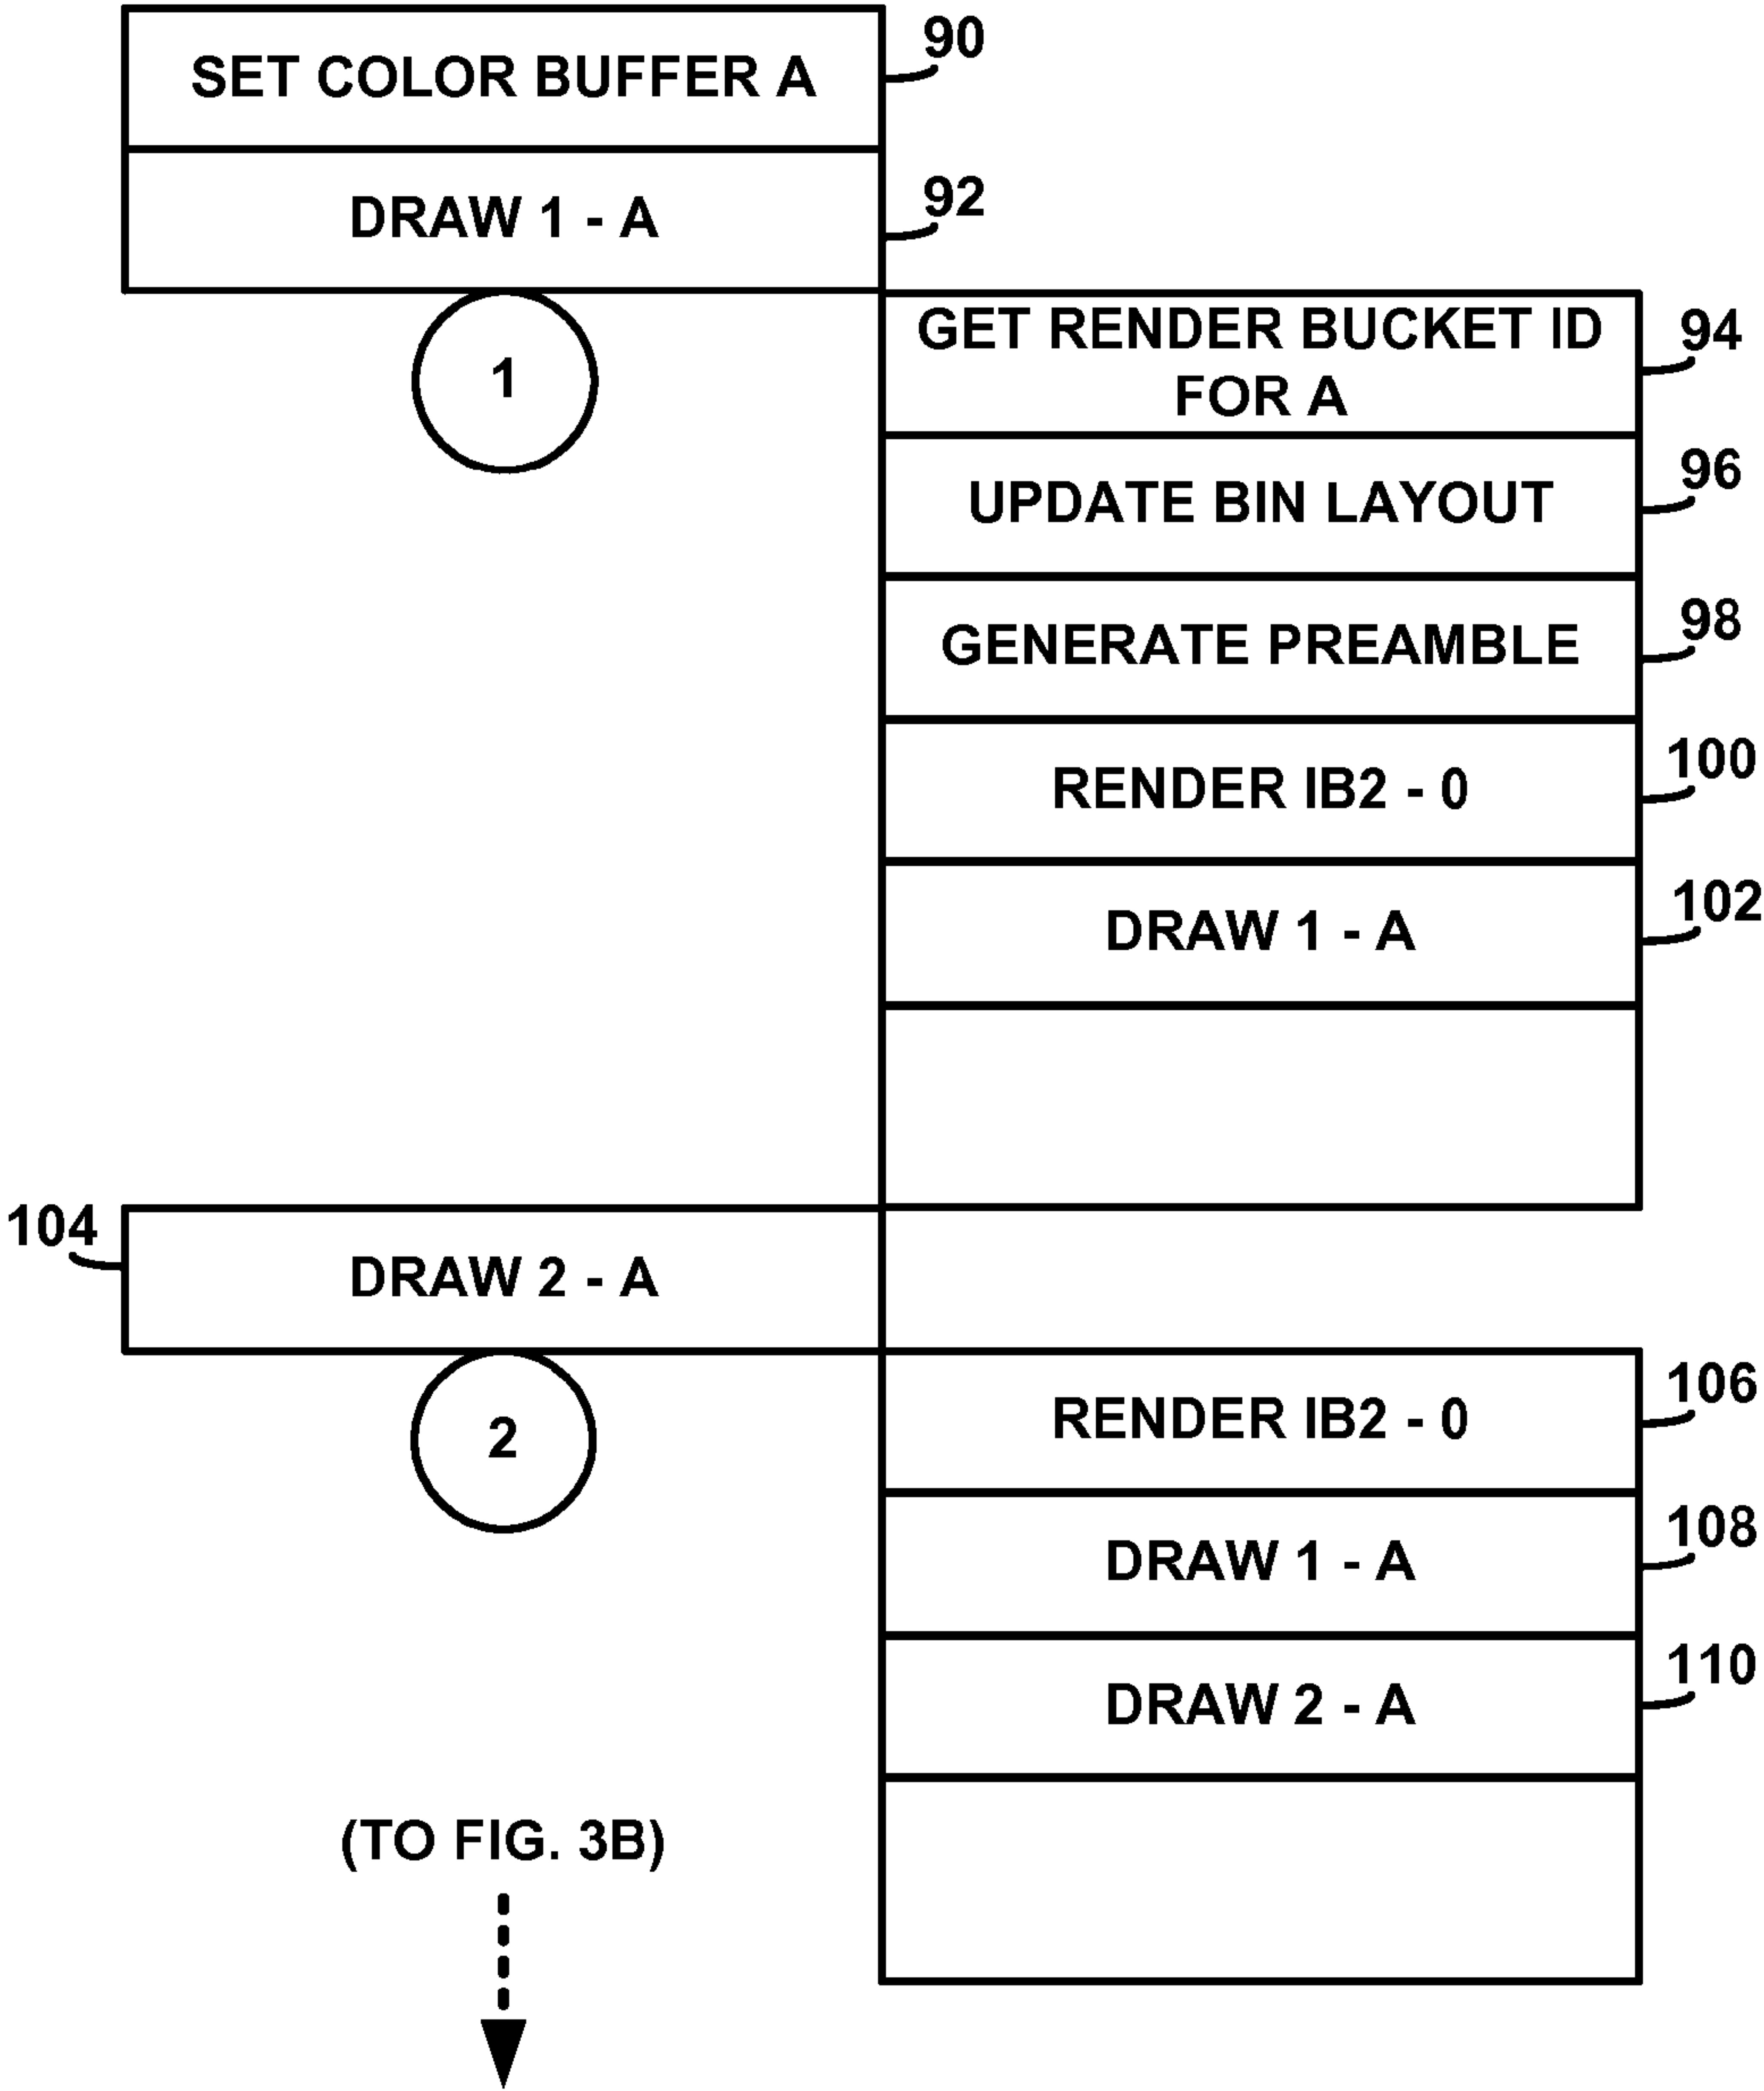 SET COLOR BUFFER A
90
DRAW 1 - A
92
1
GET RENDER BUCKET ID
FOR A
94
UPDATE BIN LAYOUT
96
GENERATE PREAMBLE
98
RENDER IB2 - 0
100
DRAW 1 - A
102
104
DRAW 2 - A
2
RENDER IB2 - 0
106
DRAW 1 - A
108
DRAW 2 - A
110
(TO FIG. 3B)